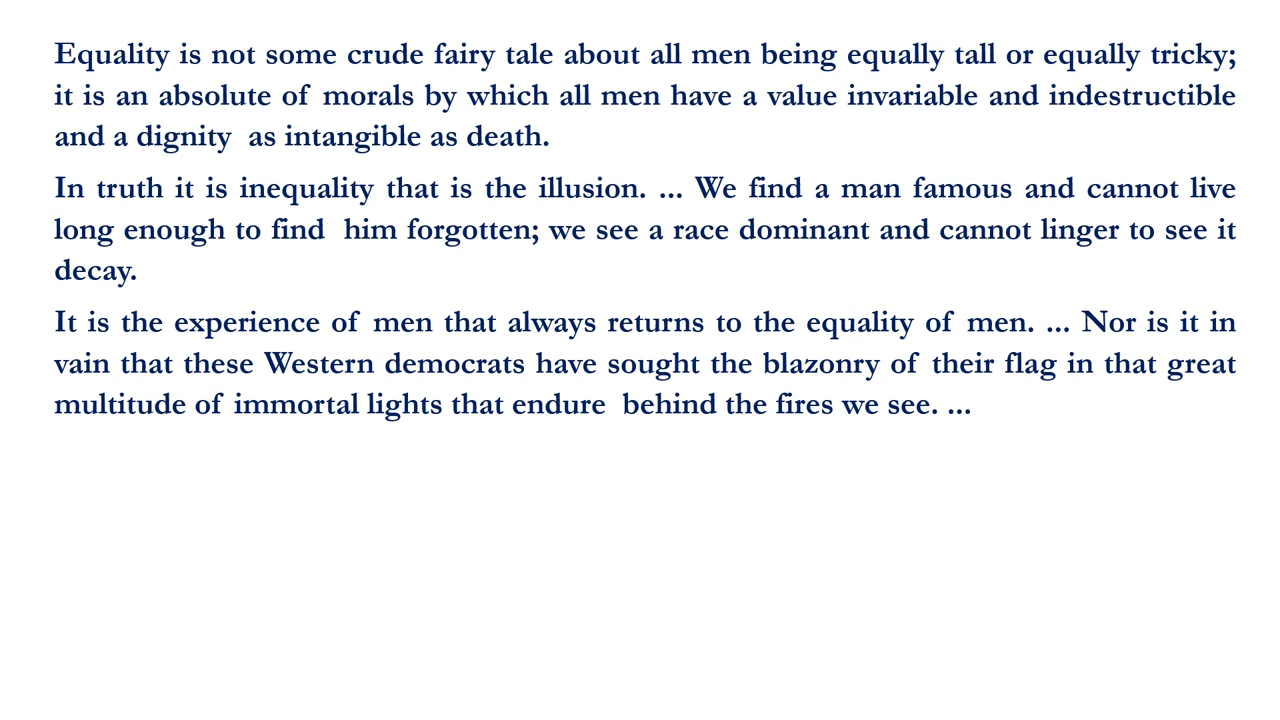 Equality is not some crude fairy tale about all men being equally tall or equally tricky;
it is an absolute of morals by which all men have a value invariable and indestructible
and a dignity as intangible as death.
In truth it is inequality that is the illusion. ... We find a man famous and cannot live
long enough to find him forgotten; we see a race dominant and cannot linger to see it
decay.
It is the experience of men that always returns to the equality of men. ... Nor is it in
vain that these Western democrats have sought the blazonry of their flag in that great
multitude of immortal lights that endure behind the fires we see. ...